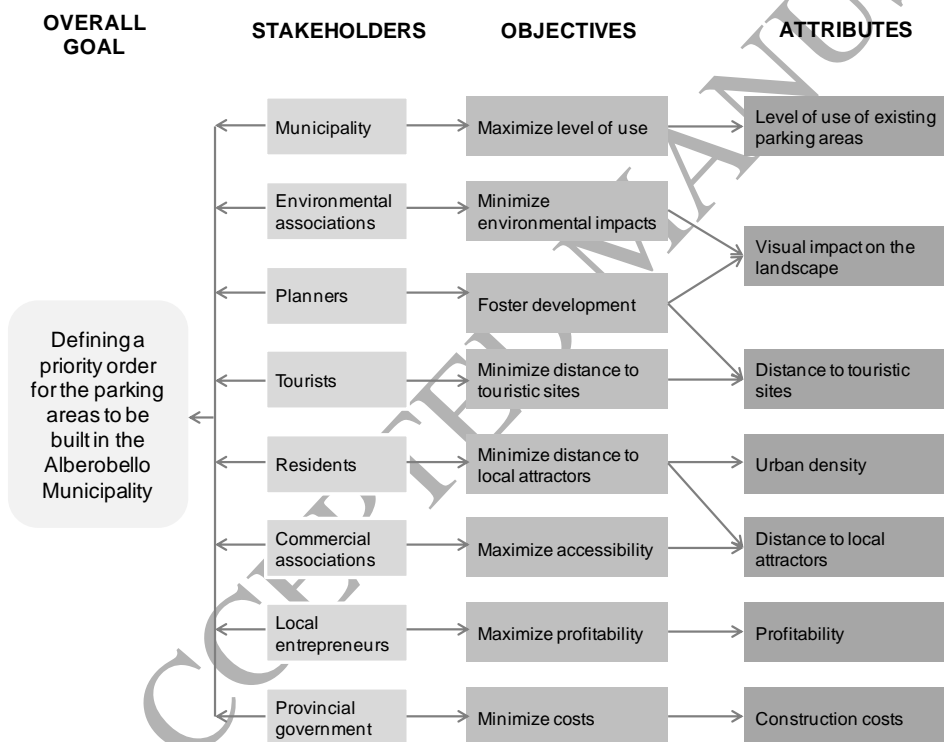 OVERALL
GOAL
STAKEHOLDERS
OBJECTIVES
ATTRIBUTES
Municipality
Maximize level of use
Level of use of existing
parking areas
Environmental
associations
Minimize
environmental impacts
Visual impact on the
landscape
Planners
Foster development
Defining a
priority order
for the parking
areas to be
built in the
Alberobello
Municipality
Tourists
Minimize distance to
touristic sites
Distance to touristic
sites
Residents
Minimize distance to
local attractors
Urban density
Commercial
associations
Maximize accessibility
Distance to local
attractors
Local
entrepreneurs
Maximize profitability
Profitability
Provincial
government
Minimize costs
Construction costs
CCEPTED MANU